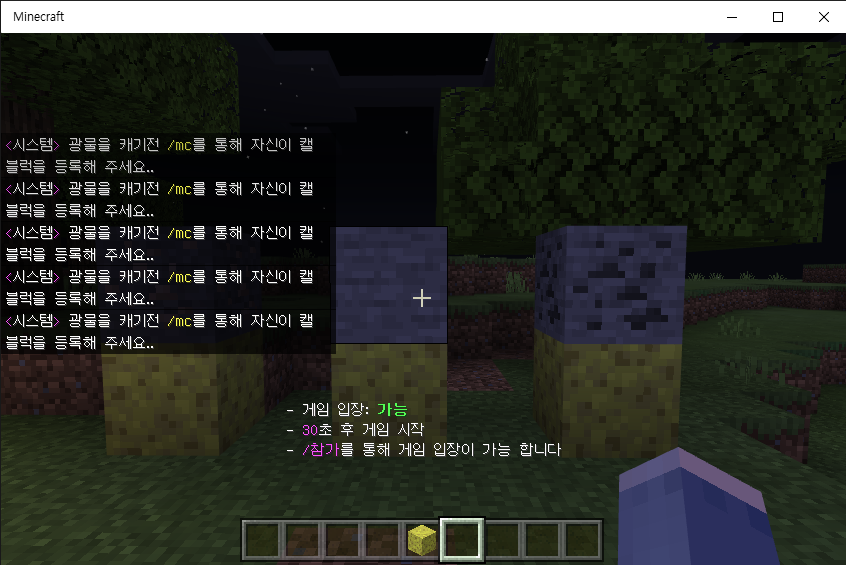 Minecraft
<시스템> 광물을 캐기전 /mc를 통해 자신이 캘
블럭을 등록해 주세요..
<시스템> 광물을 캐기전 /mc를 통해 자신이 캘
블럭을 등록해 주세요..
<시스템> 광물을 캐기전 /mc를 통해 자신이 캘
블럭을 등록해 주세요..
<시스템> 광물을 캐기전 /mc를 통해 자신이 캘
블럭을 등록해 주세요..
<시스템> 광물을 캐기전 /mc를 통해 자신이 캘
블럭을 등록해 주세요..
- 게임 입장: 가능
- 30초 후 게임 시작
- /참가를 통해 게임 입장이 가능 합니다